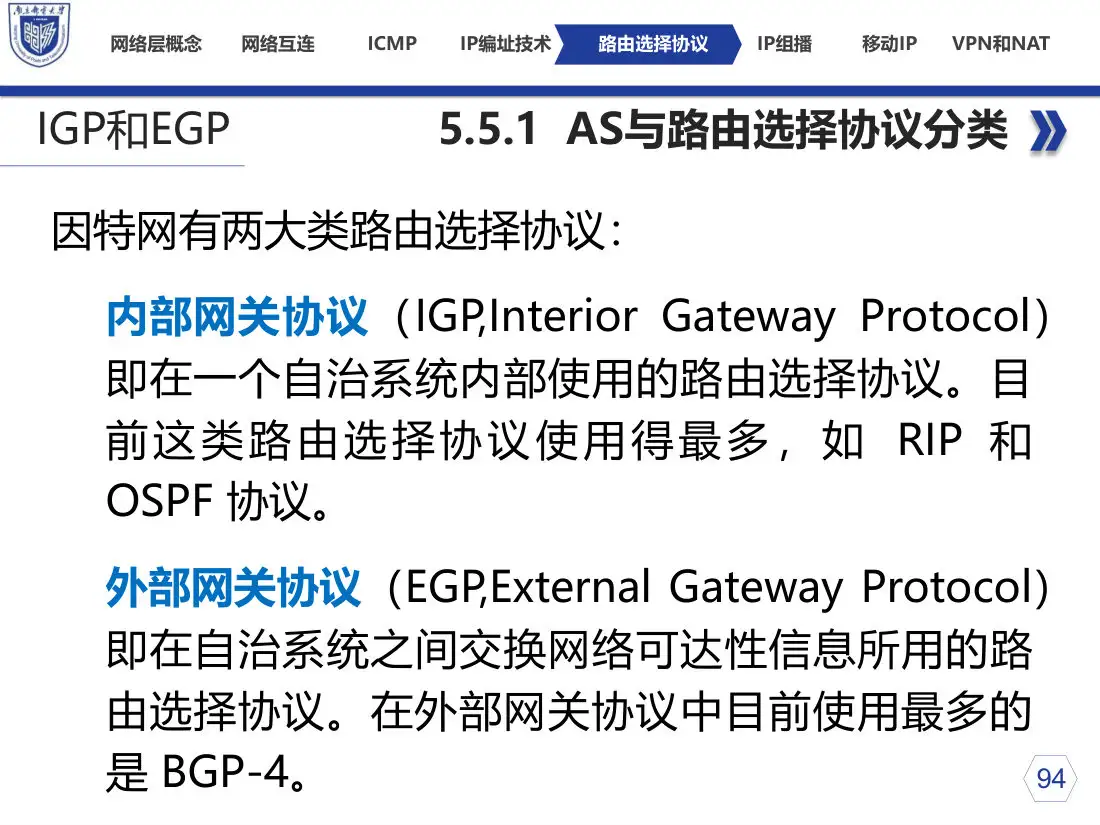 网络层概念 网络互连 ICMP IP编址技术 路由选择协议 IP组播 移动IP VPN和NAT
IGP和EGP 5.5.1 AS与路由选择协议分类
因特网有两大类路由选择协议：
内部网关协议（IGP,Interior Gateway Protocol）
即在一个自治系统内部使用的路由选择协议。目
前这类路由选择协议使用得最多，如 RIP 和
OSPF 协议。
外部网关协议（EGP,External Gateway Protocol）
即在自治系统之间交换网络可达性信息所用的路
由选择协议。在外部网关协议中目前使用最多的
是 BGP-4。
94